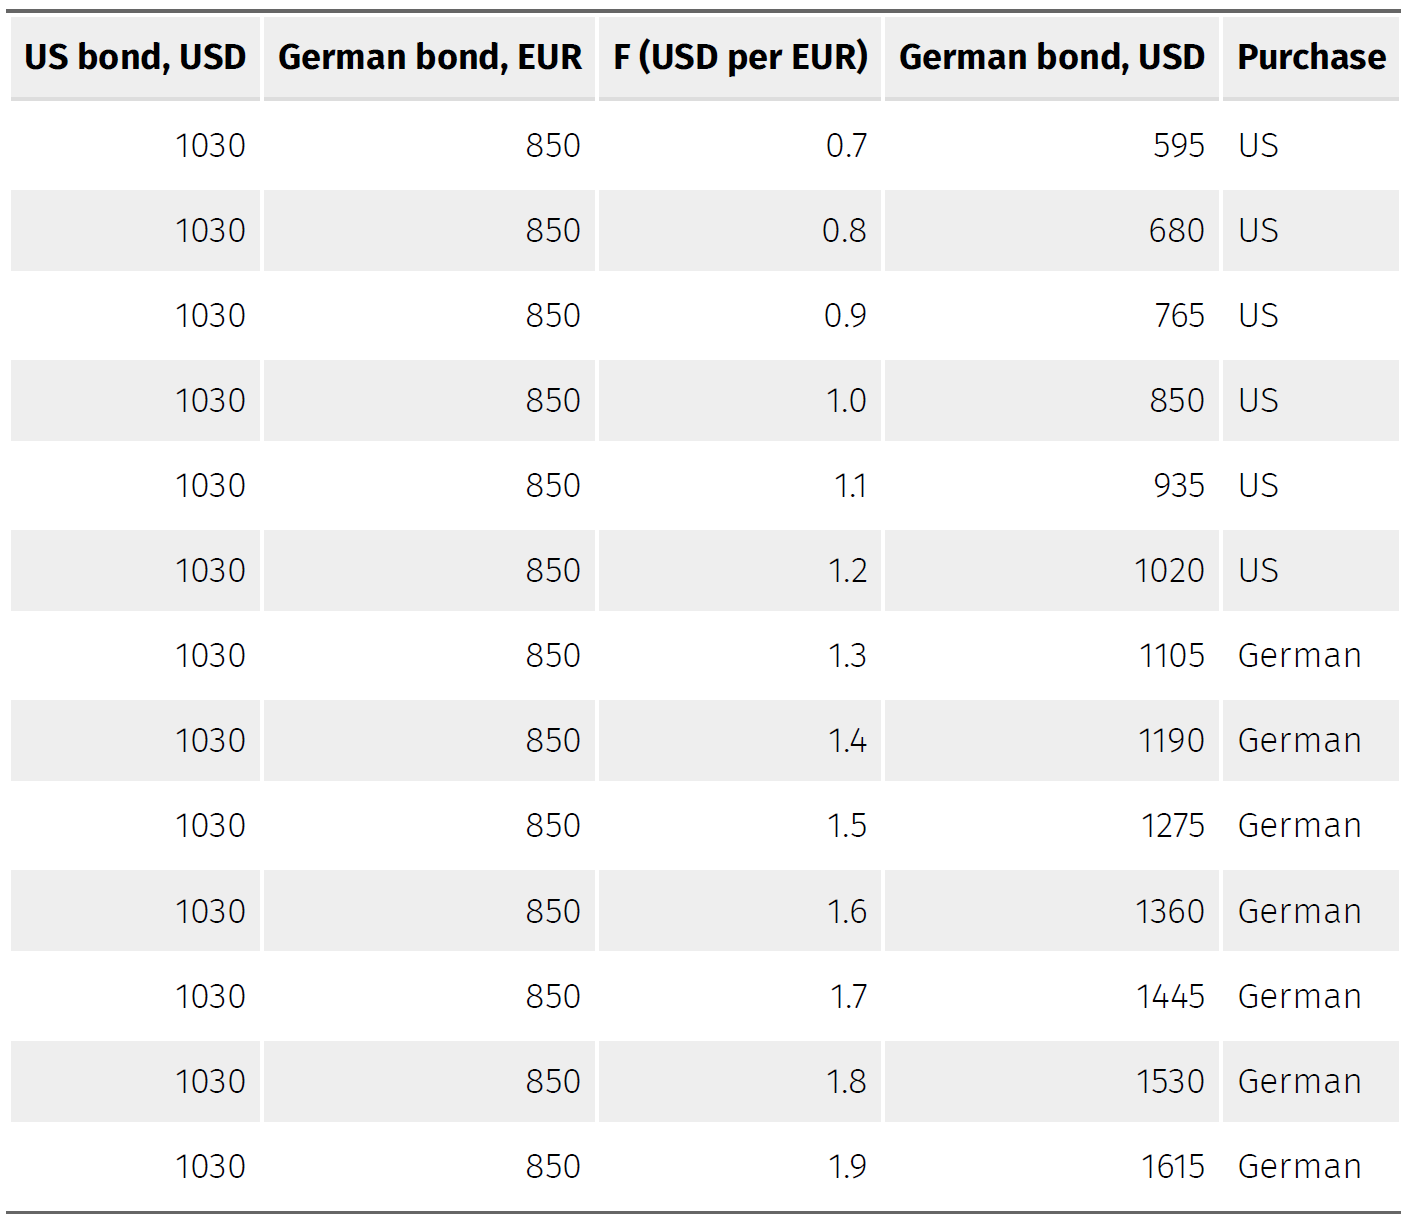 US bond, USD German bond, EUR F (USD per EUR) German bond, USD Purchase
1030 850 0.7 595 US
1030 850 0.8 680 US
1030 850 0.9 765 US
1030 850 1.0 850 US
1030 850 1.1 935 US
1030 850 1.2 1020 US
1030 850 1.3 1105 German
1030 850 1.4 1190 German
1030 850 1.5 1275 German
1030 850 1.6 1360 German
1030 850 1.7 1445 German
1030 850 1.8 1530 German
1030 850 1.9 1615 German